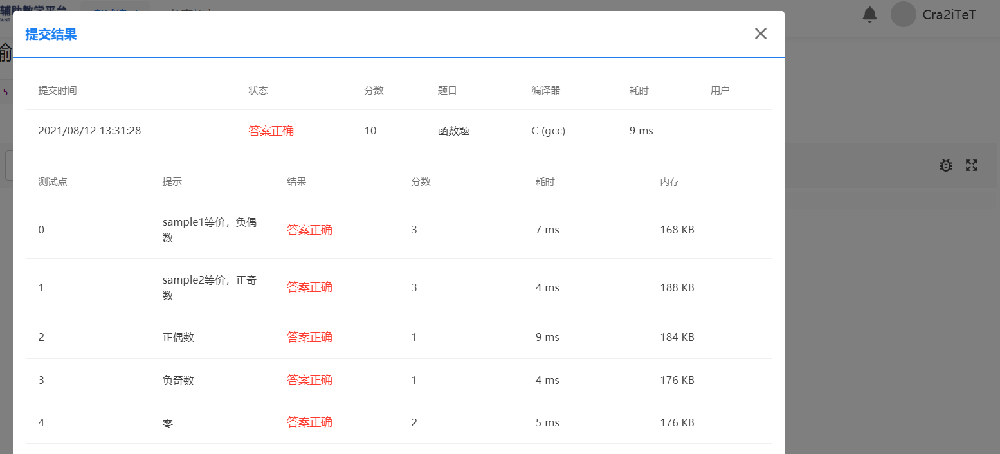 辅助教学平台
Cra2iTeT
提交结果
5
提交时间 状态 分数 题目 编译器 耗时 用户
2021/08/12 13:31:28 答案正确 10 函数题 C (gcc) 9 ms
测试点 提示 结果 分数 耗时 内存
0 sample1等价，负偶 答案正确 3 7 ms 168 KB
数
1 sample2等价，正奇 答案正确 3 4 ms 188 KB
数
2 正偶数 答案正确 1 9 ms 184 KB
3 负奇数 答案正确 1 4 ms 176 KB
4 零 答案正确 2 5 ms 176 KB